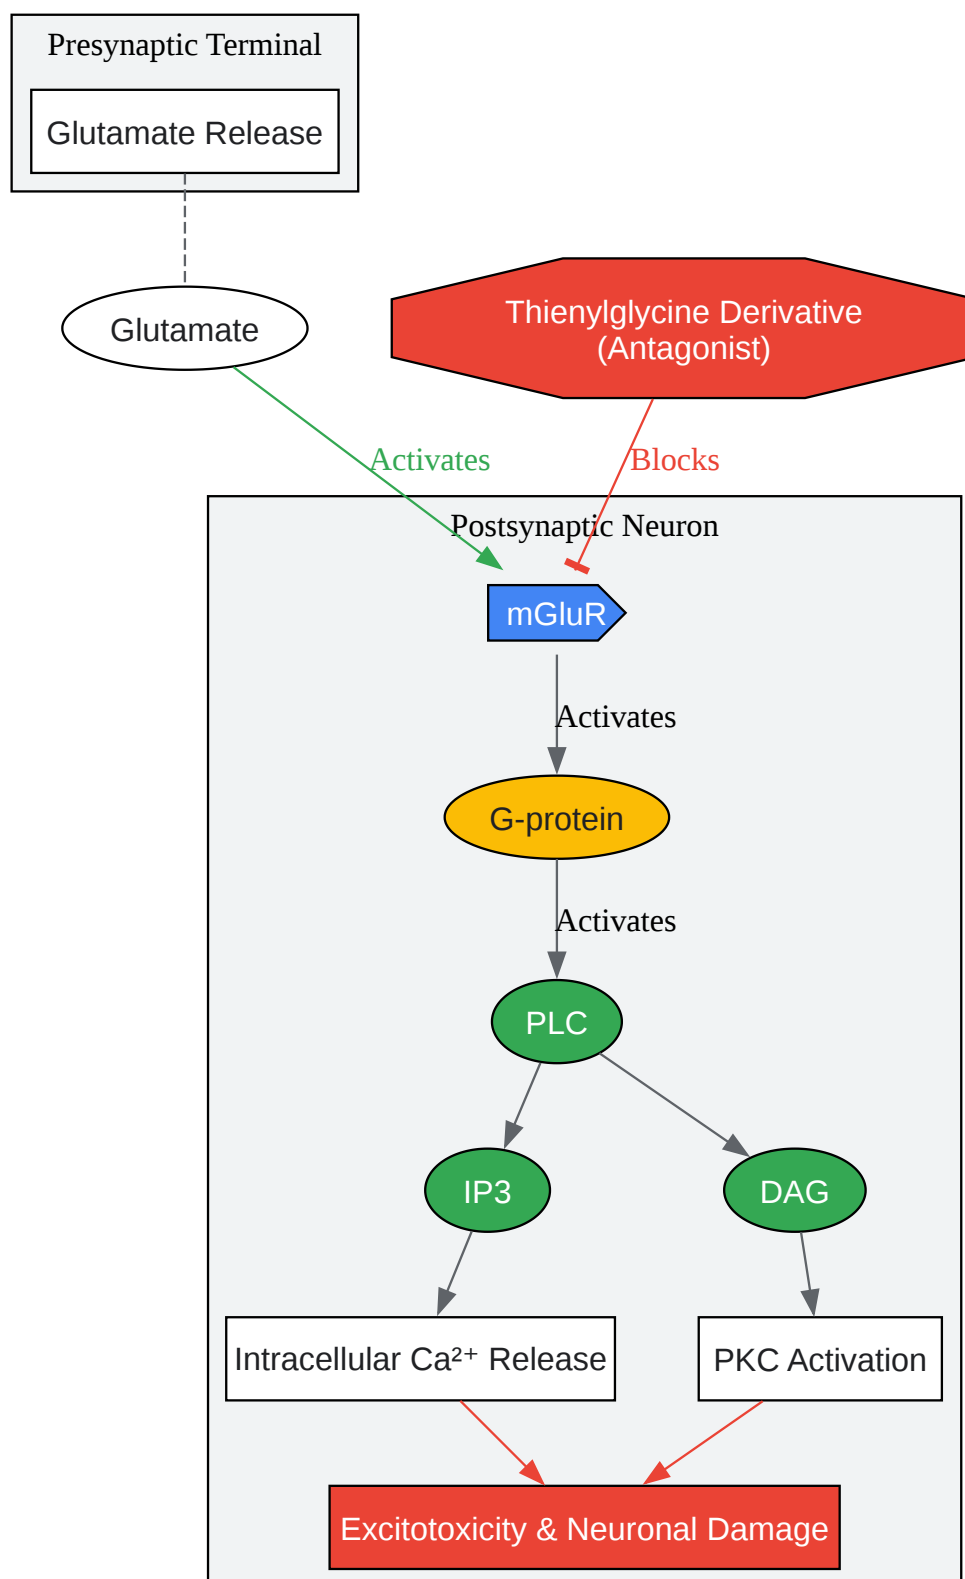 Presynaptic Terminal
Glutamate Release
Glutamate
Thienylglycine Derivative
(Antagonist)
Activates
Blocks
Postsynaptic Neuron
mGluR
Activates
G-protein
Activates
PLC
IP3
DAG
Intracellular Ca²⁺ Release
PKC Activation
Excitotoxicity & Neuronal Damage